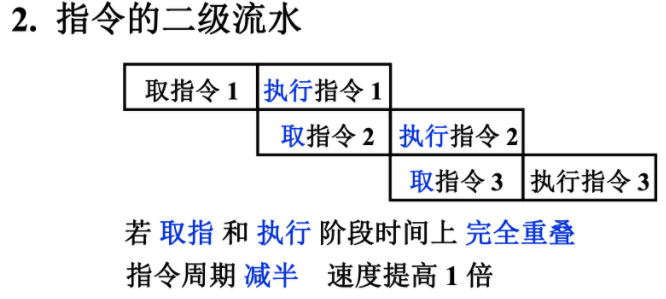 2. 指令的二级流水
取指令 1 执行指令 1
取指令 2 执行指令 2
取指令 3 执行指令 3
若 取指 和 执行 阶段时间上 完全重叠
指令周期 减半 速度提高 1 倍